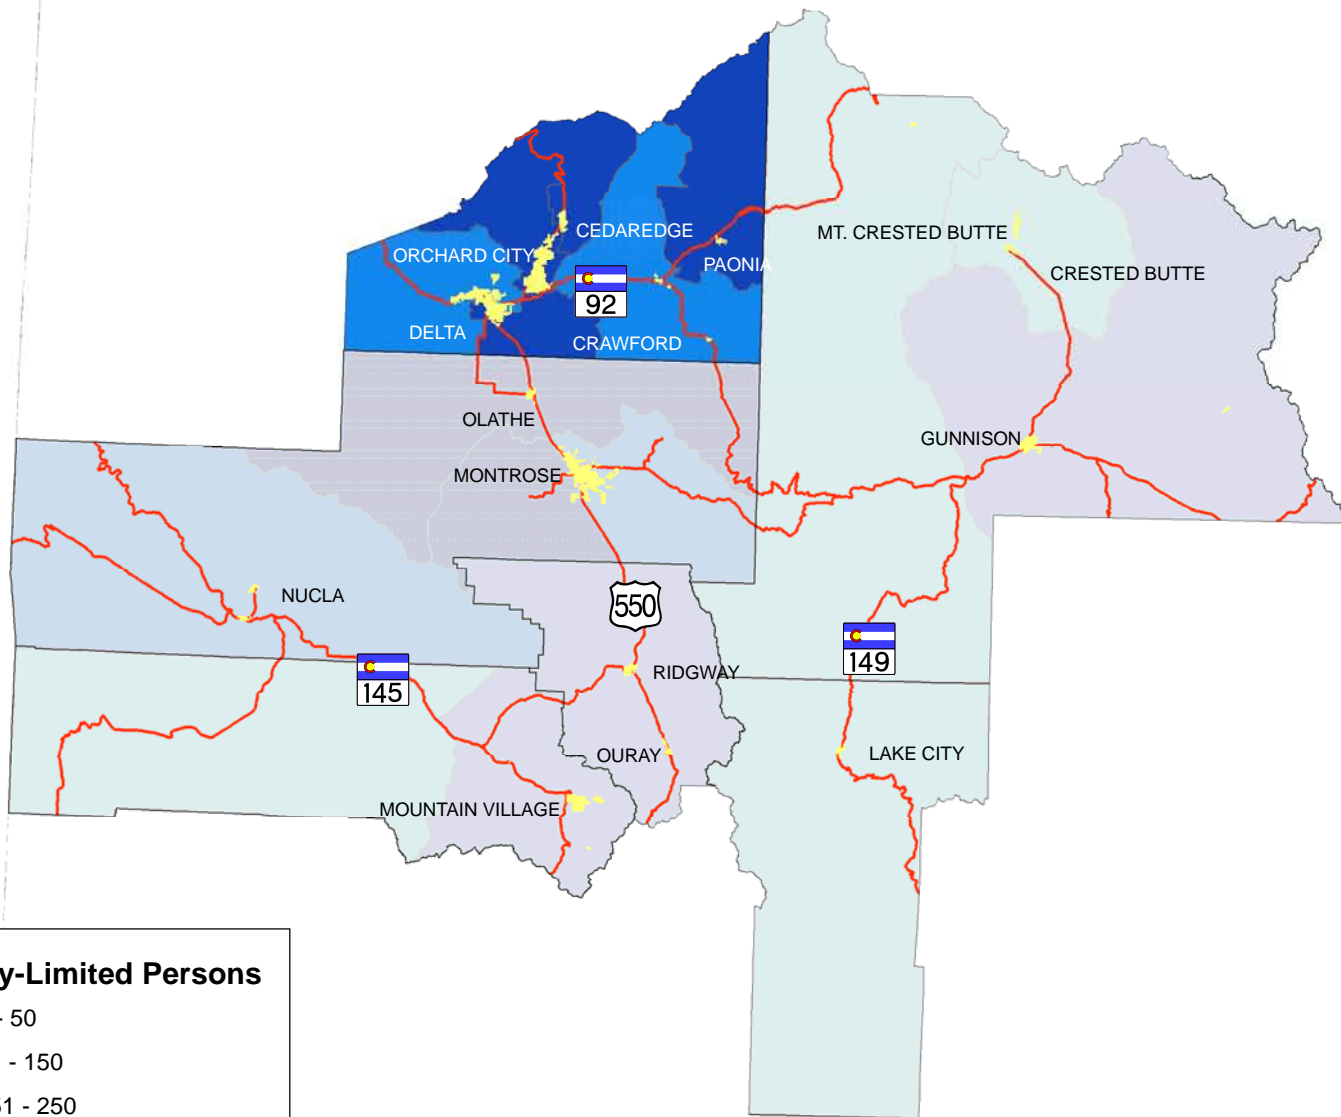 CEDAREDGE
MT. CRESTED BUTTE
ORCHARD CITY
PAONIA
CRESTED BUTTE
92
DELTA
CRAWFORD
OLATHE
GUNNISON
MONTROSE
NUCLA
550
149
RIDGWAY
145
OURAY
LAKE CITY
MOUNTAIN VILLAGE
y-Limited Persons
- 50
- 150
51 - 250